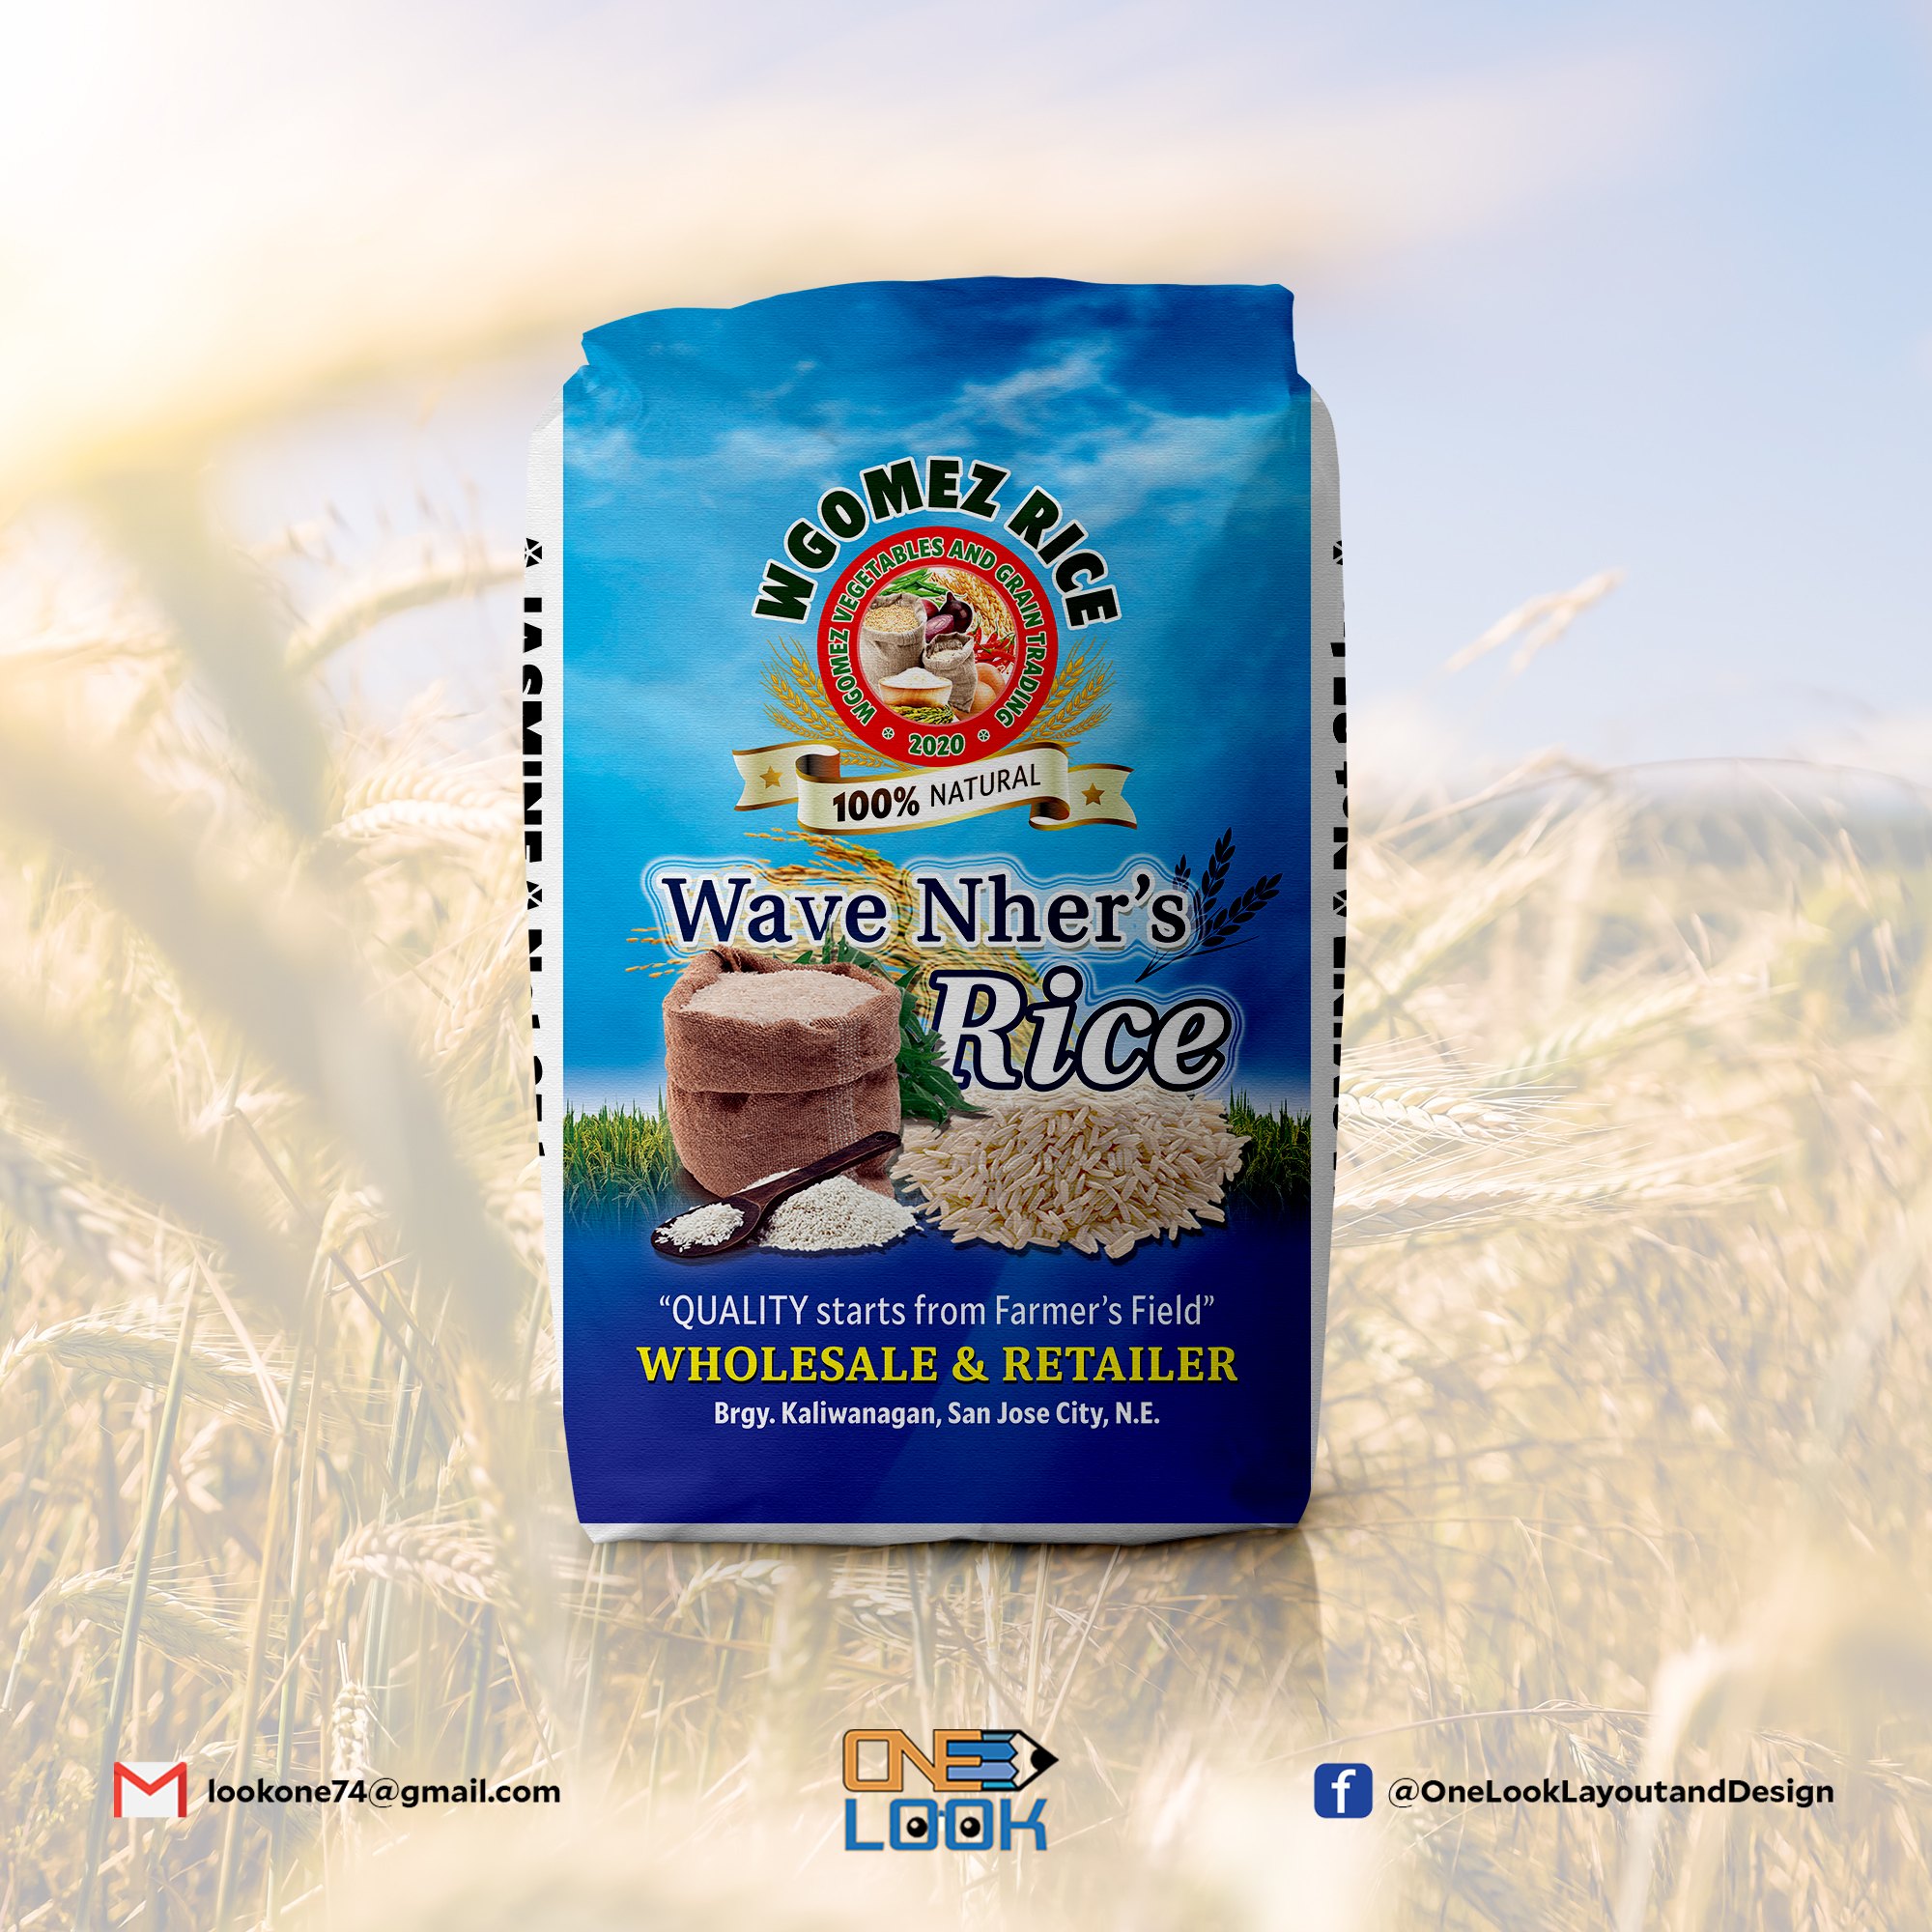 WGOMEZ RICE
WGOMEZ VEGETABLES AND GRAIN TRADING
2020
100% NATURAL
Wave Nher's
Rice
“QUALITY starts from Farmer’s Field”
WHOLESALE & RETAILER
Brgy. Kaliwanagan, San Jose City, N.E.
JASMINE
ONE
LOOK
lookone74@gmail.com
@OneLookLayoutandDesign